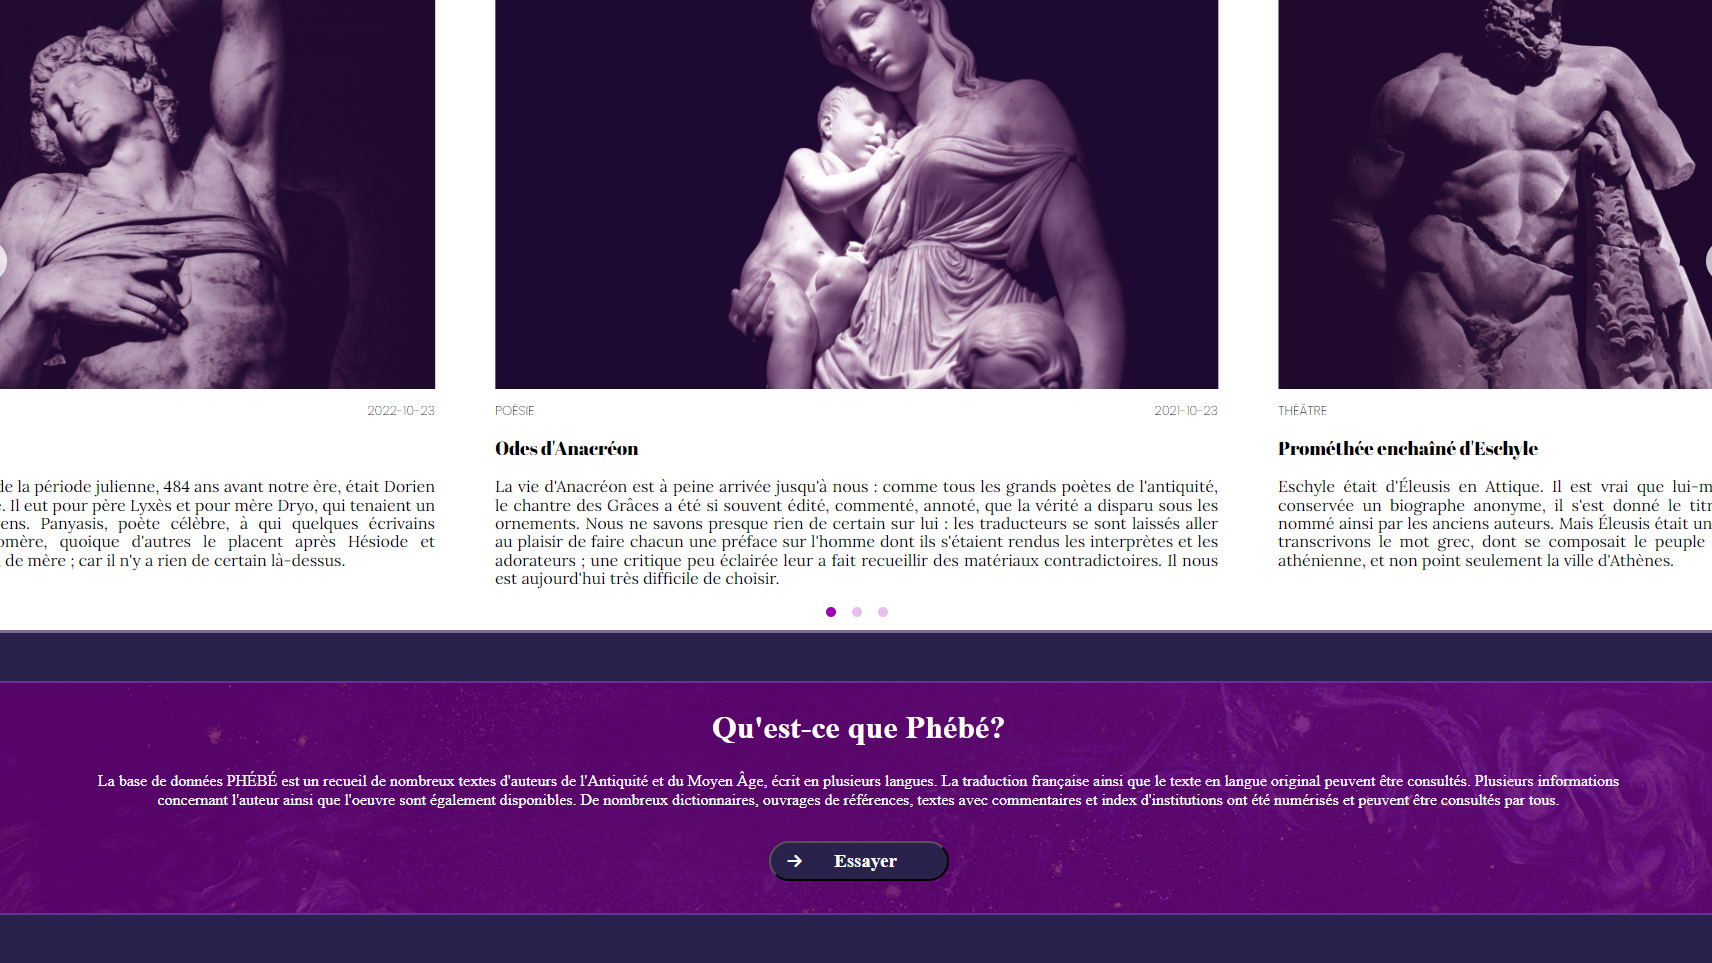 2022-10-23
de la période julienne, 484 ans avant notre ère, était Dorien
. Il eut pour père Lyxès et pour mère Dryo, qui tenaient un
ens. Panyasis, poète célèbre, à qui quelques écrivains
omère, quoique d'autres le placent après Hésiode et
de mère ; car il n'y a rien de certain là-dessus.
POÉSIE 2021-10-23
Odes d'Anacréon
La vie d'Anacréon est à peine arrivée jusqu'à nous : comme tous les grands poètes de l'antiquité,
le chantre des Grâces a été si souvent édité, commenté, annoté, que la vérité a disparu sous les
ornements. Nous ne savons presque rien de certain sur lui : les traducteurs se sont laissés aller
au plaisir de faire chacun une préface sur l'homme dont ils s'étaient rendus les interprètes et les
adorateurs ; une critique peu éclairée leur a fait recueillir des matériaux contradictoires. Il nous
est aujourd'hui très difficile de choisir.
THÉÂTRE
Prométhée enchaîné d'Eschyle
Eschyle était d'Éleusis en Attique. Il est vrai que lui-m
conservée un biographe anonyme, il s'est donné le titr
nommé ainsi par les anciens auteurs. Mais Éleusis était un
transcrivons le mot grec, dont se composait le peuple
athénienne, et non point seulement la ville d'Athènes.
Qu'est-ce que Phébé?
La base de données PHÉBÉ est un recueil de nombreux textes d'auteurs de l'Antiquité et du Moyen Âge, écrit en plusieurs langues. La traduction française ainsi que le texte en langue original peuvent être consultés. Plusieurs informations
concernant l'auteur ainsi que l'oeuvre sont également disponibles. De nombreux dictionnaires, ouvrages de références, textes avec commentaires et index d'institutions ont été numérisés et peuvent être consultés par tous.
Essayer